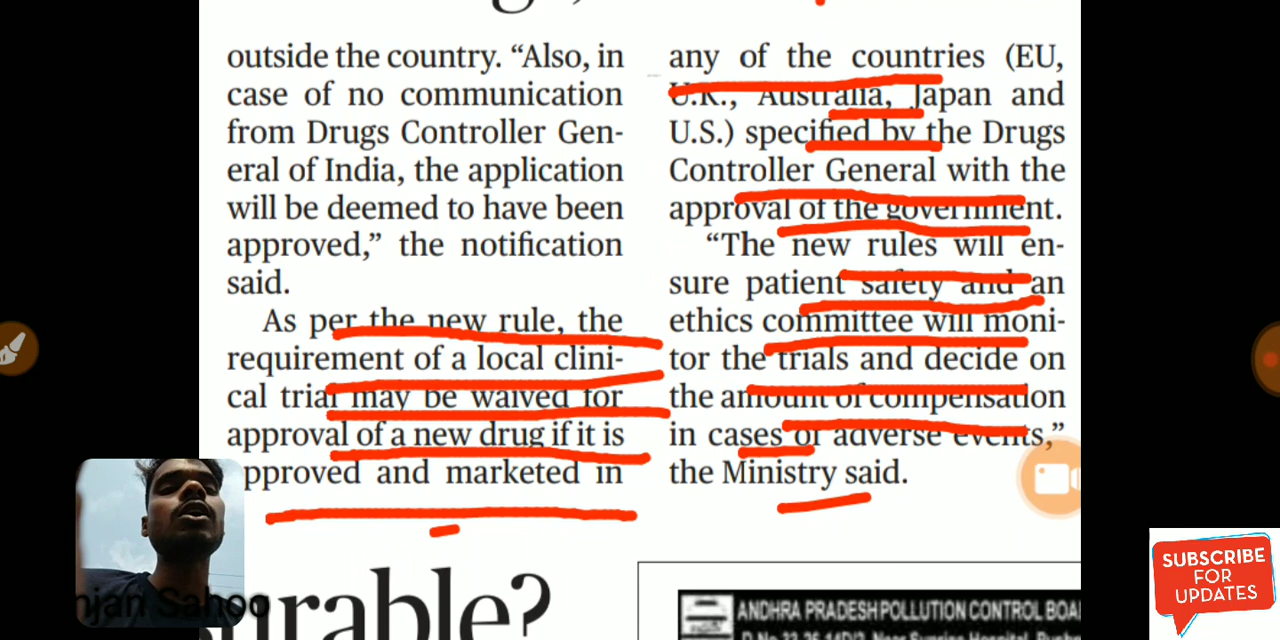 outside the country. “Also, in
case of no communication
from Drugs Controller Gen-
eral of India, the application
will be deemed to have been
approved,” the notification
said.
As per the new rule, the
requirement of a local clini-
cal trial may be waived for
approval of a new drug if it is
pproved and marketed in
any of the countries (EU,
U.K., Australia, Japan and
U.S.) specified by the Drugs
Controller General with the
approval of the government.
“The new rules will en-
sure patient safety and an
ethics committee will moni-
tor the trials and decide on
the amount of compensation
in cases of adverse events,”
the Ministry said.
njan Sahoo
urable?
ANDHRA PRADESH POLLUTION CONTROL BOA
SUBSCRIBE
FOR
UPDATES